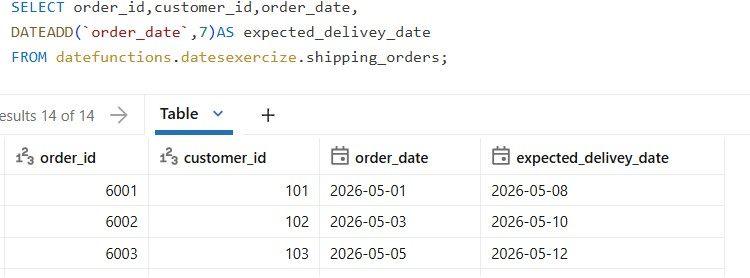 SELECT order_id,customer_id,order_date,
DATEADD(`order_date`,7)AS expected_delivey_date
FROM datefunctions.datesexercize.shipping_orders;
esults 14 of 14 → Table +
123 order_id 123 customer_id order_date expected_delivey_date
6001 101 2026-05-01 2026-05-08
6002 102 2026-05-03 2026-05-10
6003 103 2026-05-05 2026-05-12